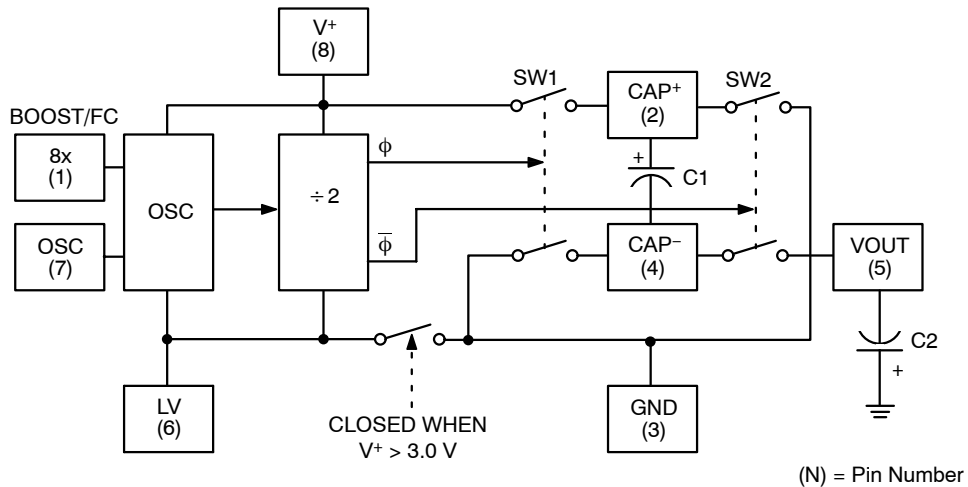 V+
(8)
SW1
CAP+
(2)
SW2
BOOST/FC
8x
(1)
OSC
÷2
ϕ
+
C1
OSC
(7)
ϕ̅
CAP−
(4)
VOUT
(5)
C2
+
LV
(6)
CLOSED WHEN
V+ > 3.0 V
GND
(3)
(N) = Pin Number